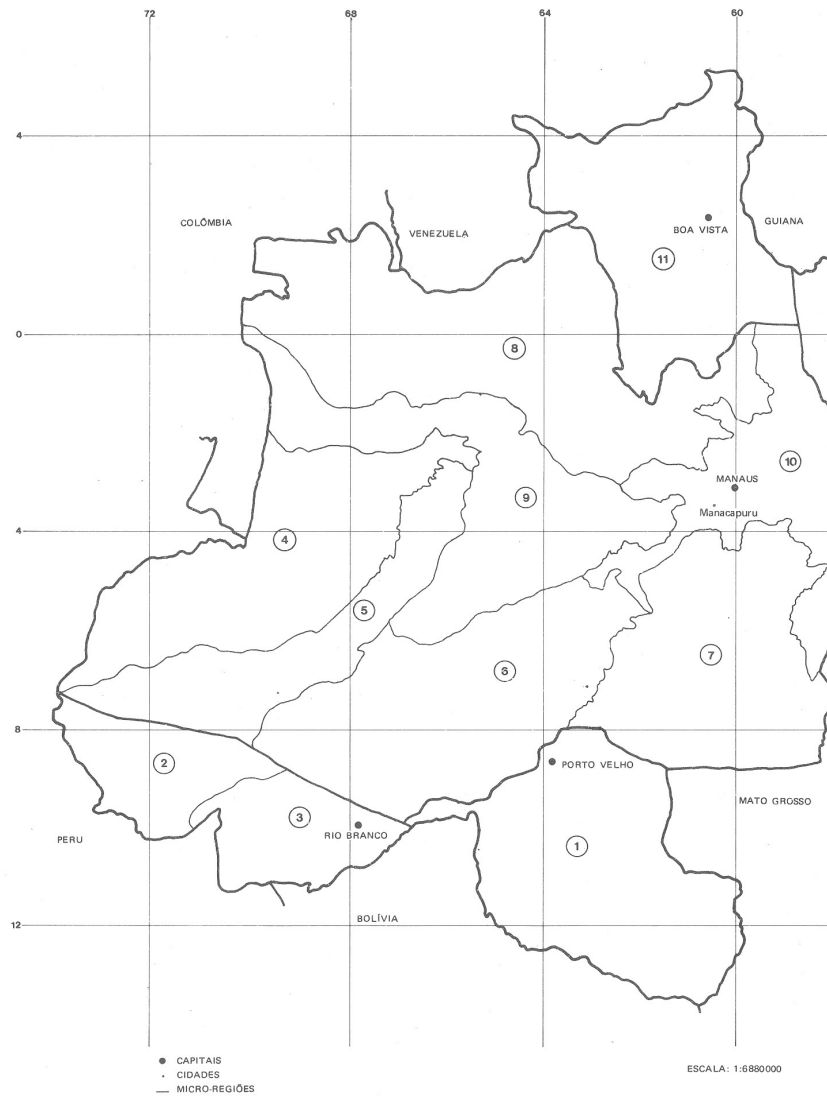 72 68 64 60
4
COLÔMBIA
VENEZUELA
BOA VISTA
GUIANA
11
0
8
10
MANAUS
9
Manacapuru
4
4
5
6
7
8
2
PORTO VELHO
MATO GROSSO
3
RIO BRANCO
PERU
1
BOLÍVIA
12
CAPITAIS
CIDADES
MICRO-REGIÕES
ESCALA: 1:6880000